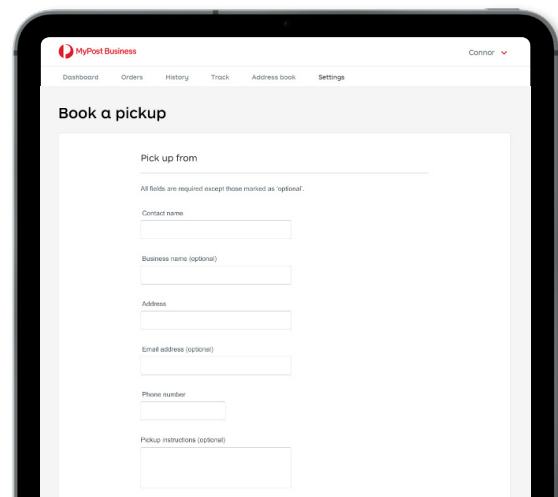 MyPost Business
Connor
Dashboard Orders History Track Address book Settings
Book a pickup
Pick up from
All fields are required except those marked as 'optional'.
Contact name
Business name (optional)
Address
Email address (optional)
Phone number
Pickup instructions (optional)